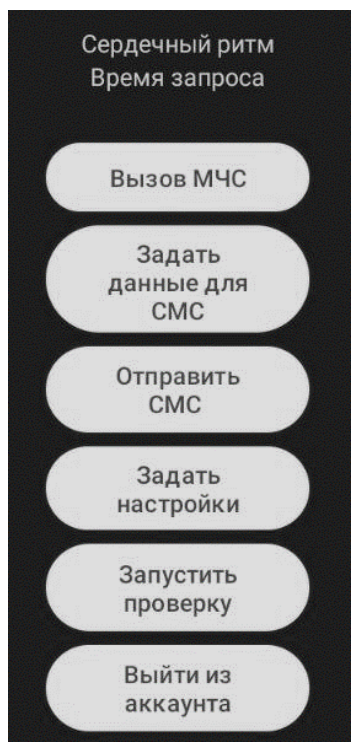 Сердечный ритм
Время запроса
Вызов МЧС
Задать
данные для
СМС
Отправить
СМС
Задать
настройки
Запустить
проверку
Выйти из
аккаунта